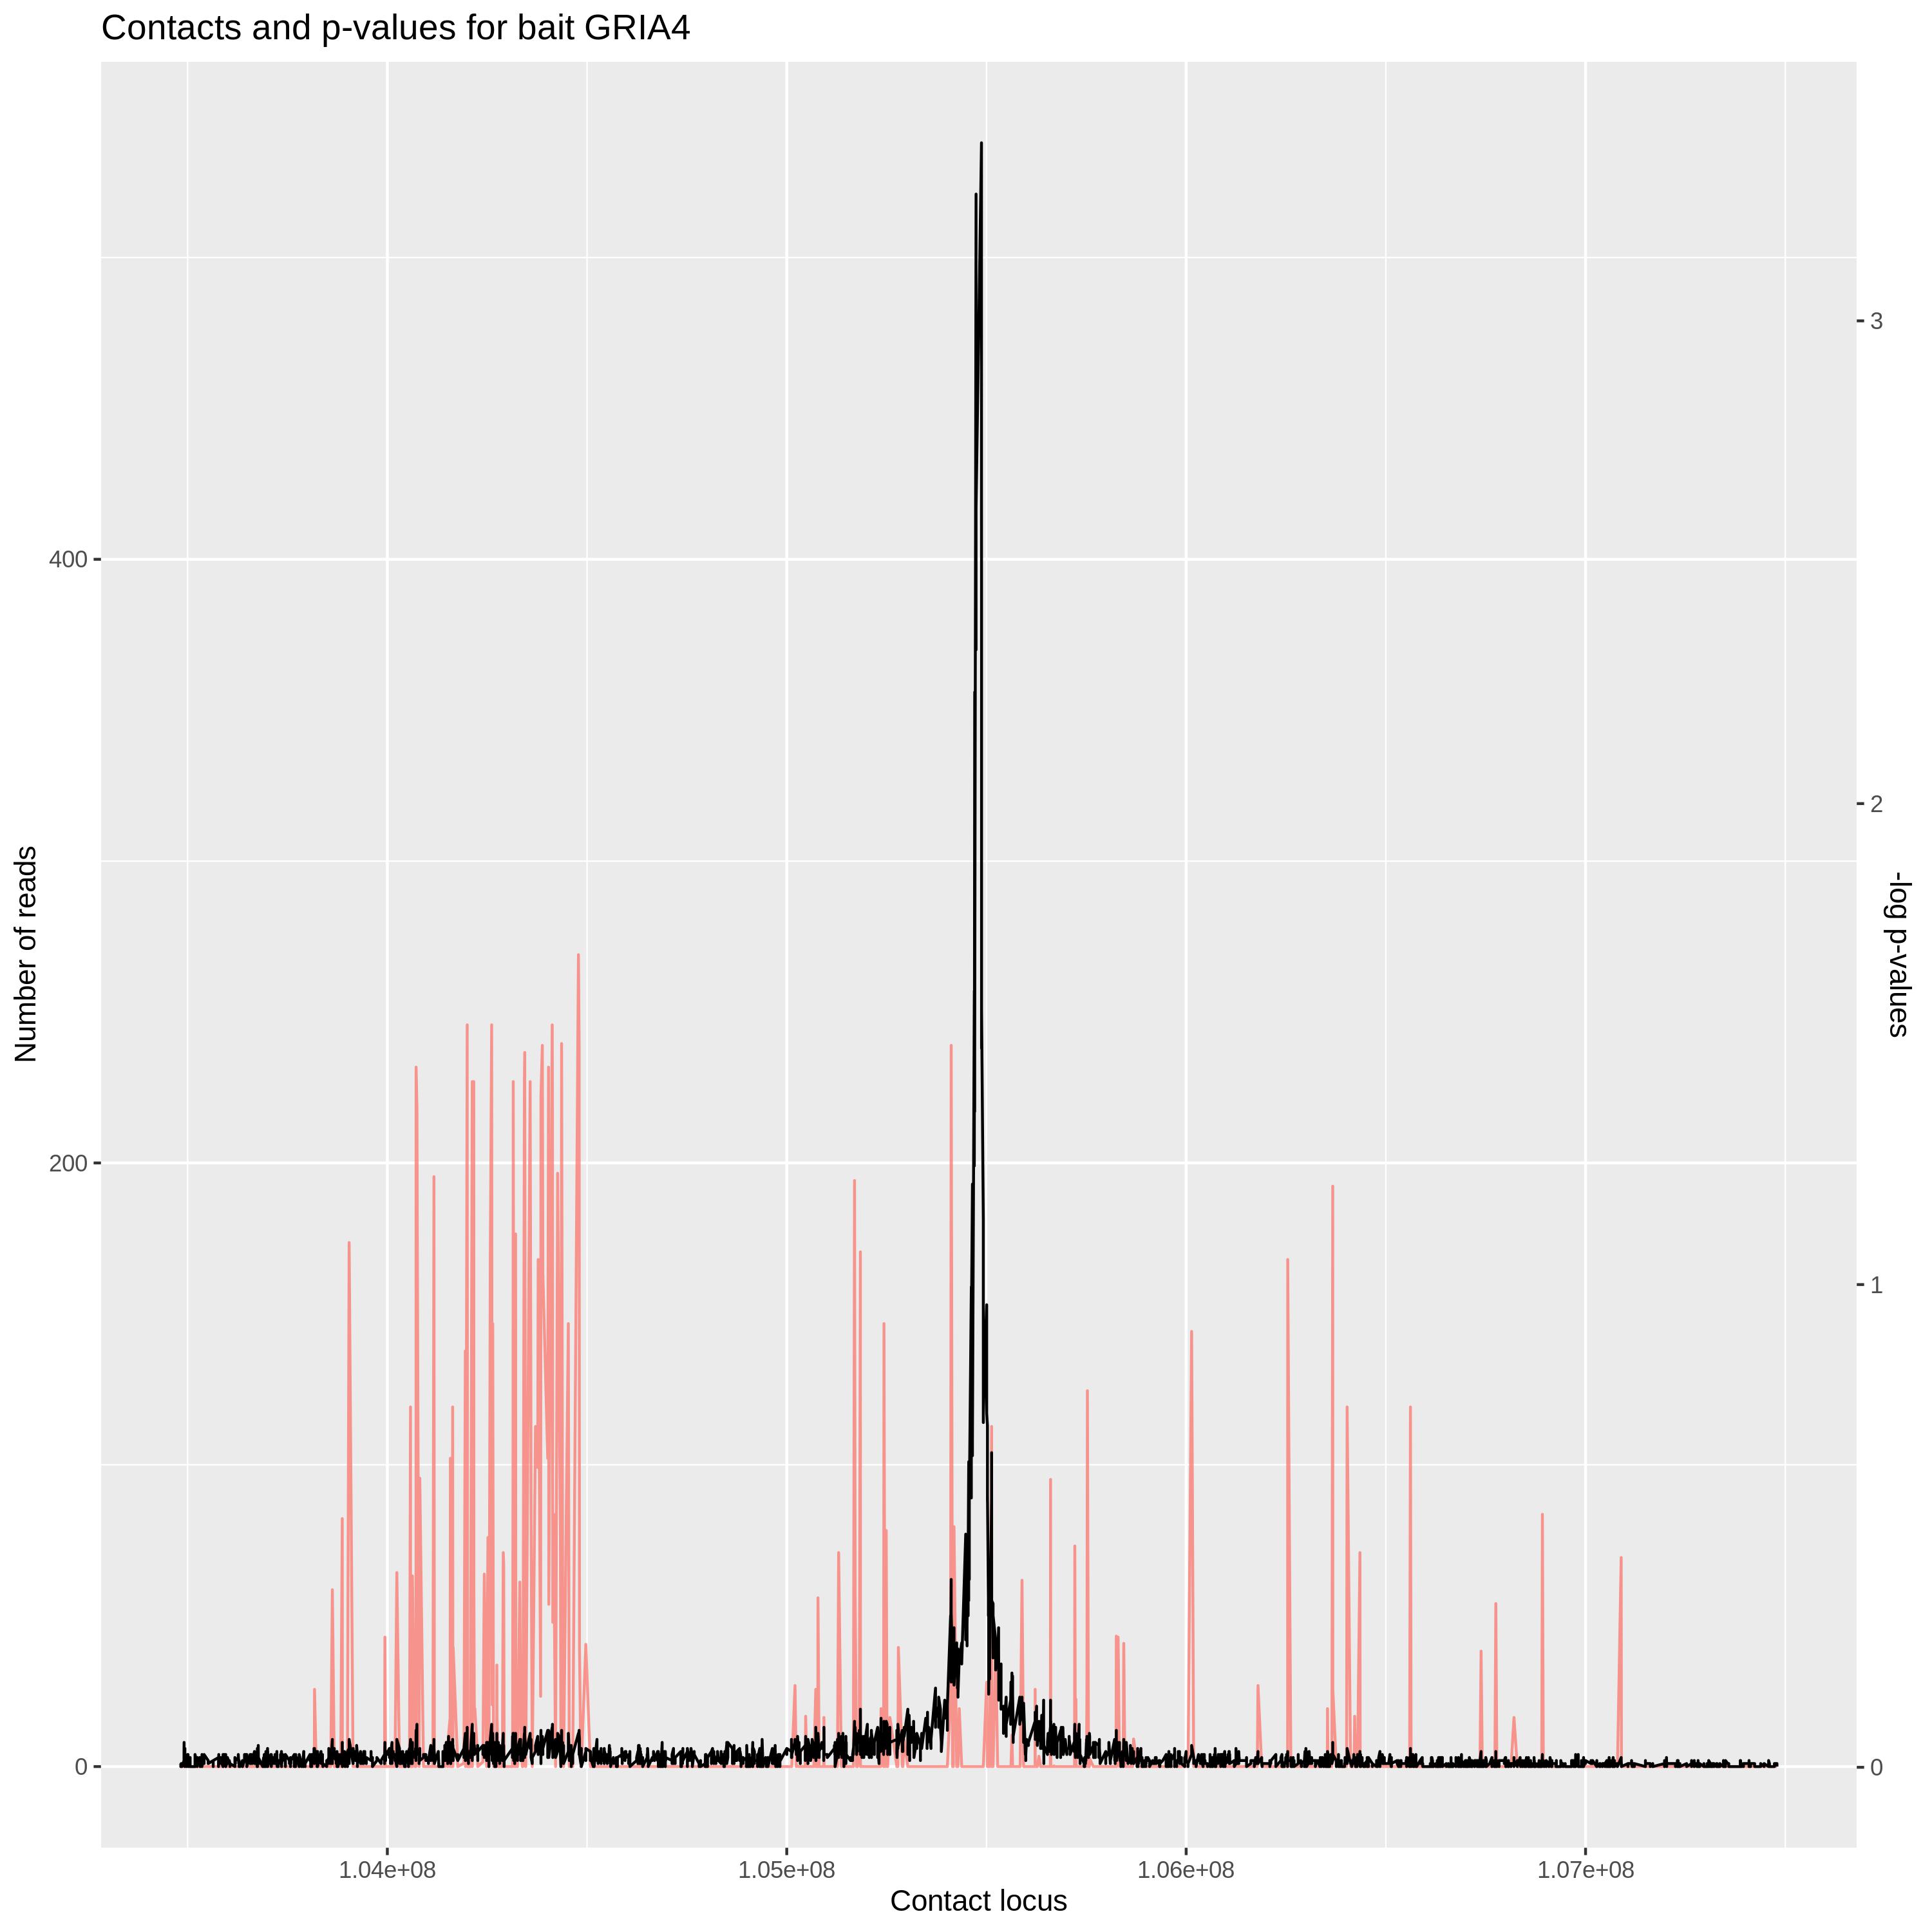 Contacts and p-values for bait GRIA4
Number of reads
400
200
0
3
2
1
0
-log p-values
1.04e+08
1.05e+08
1.06e+08
1.07e+08
Contact locus